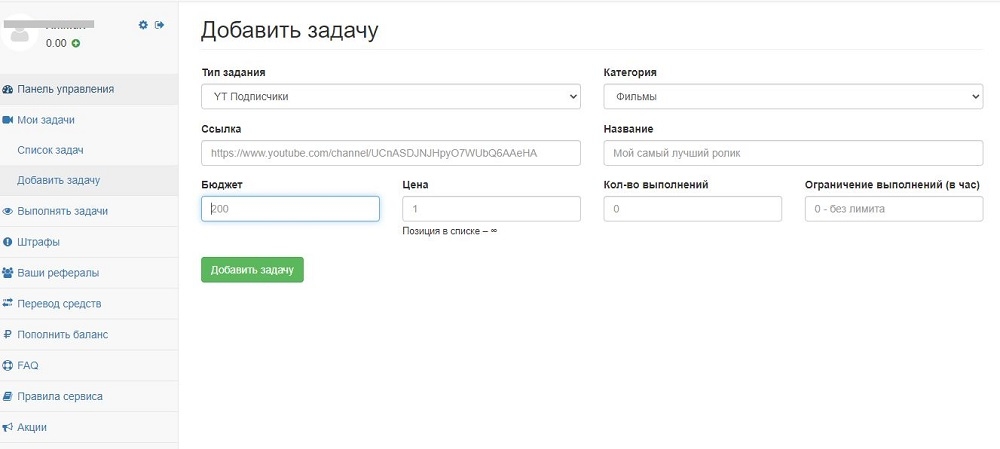 0.00
Панель управления
Мои задачи
Список задач
Добавить задачу
Выполнять задачи
Штрафы
Ваши рефералы
Перевод средств
Пополнить баланс
FAQ
Правила сервиса
Акции
Добавить задачу
Тип задания
YT Подписчики
Категория
Фильмы
Ссылка
https://www.youtube.com/channel/UCnASDJNJHpyO7WUbQ6AAeHA
Название
Мой самый лучший ролик
Бюджет
200
Цена
1
Позиция в списке – ∞
Кол-во выполнений
0
Ограничение выполнений (в час)
0 - без лимита
Добавить задачу